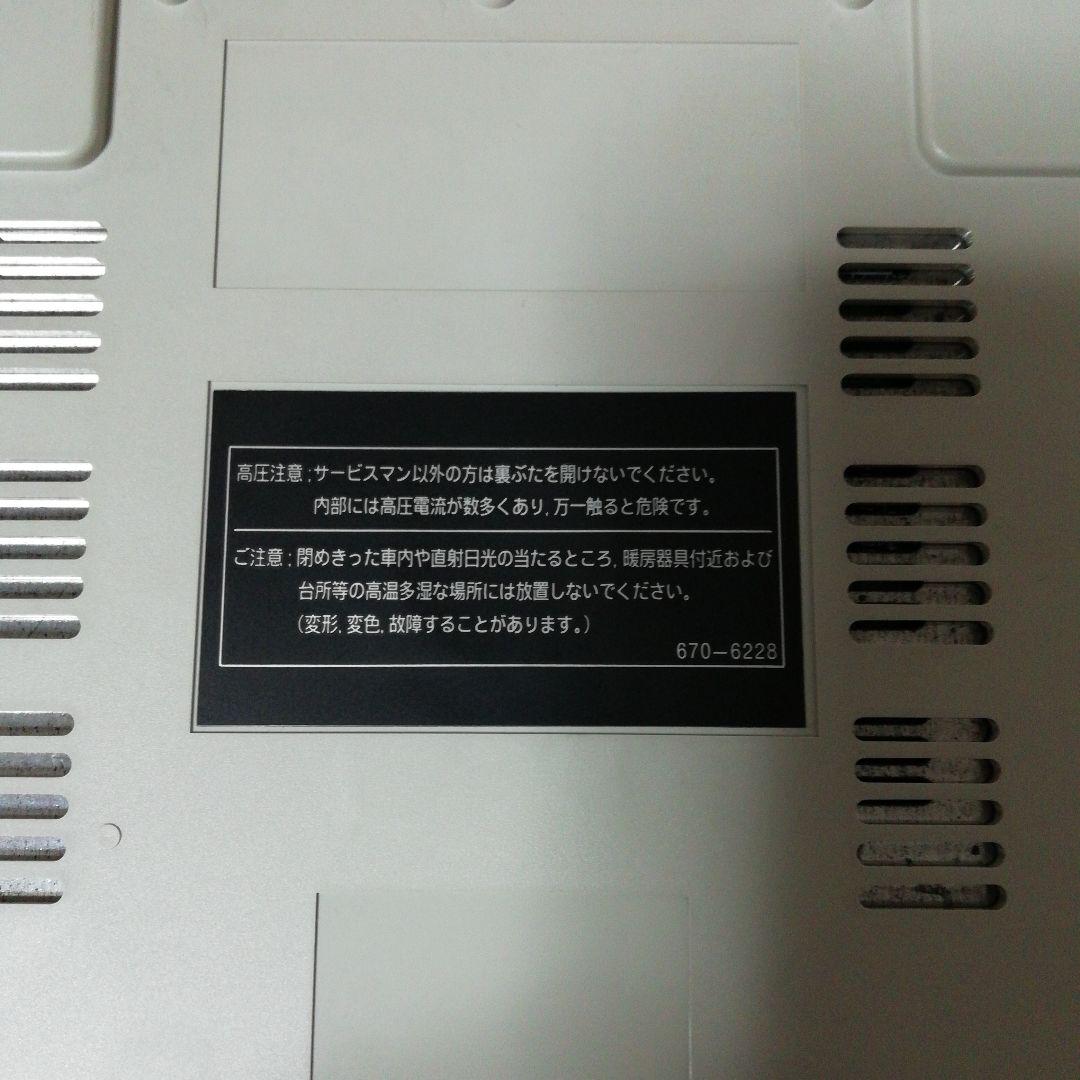 高圧注意;サービスマン以外の方は裏ぶたを開けないでください。
内部には高圧電流が数多くあり,万一触ると危険です。
ご注意;閉めきった車内や直射日光の当たるところ,暖房器具付近および
台所等の高温多湿な場所には放置しないでください。
(変形,変色,故障することがあります。)
670−6228